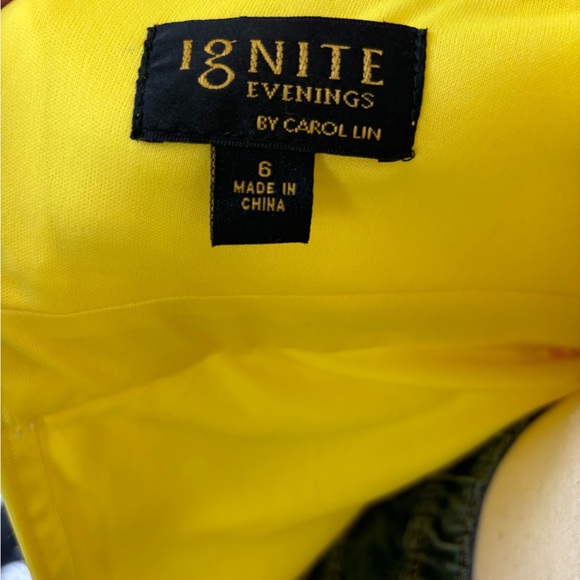 IgNITE
EVENINGS
BY CAROL LIN
6
MADE IN
CHINA